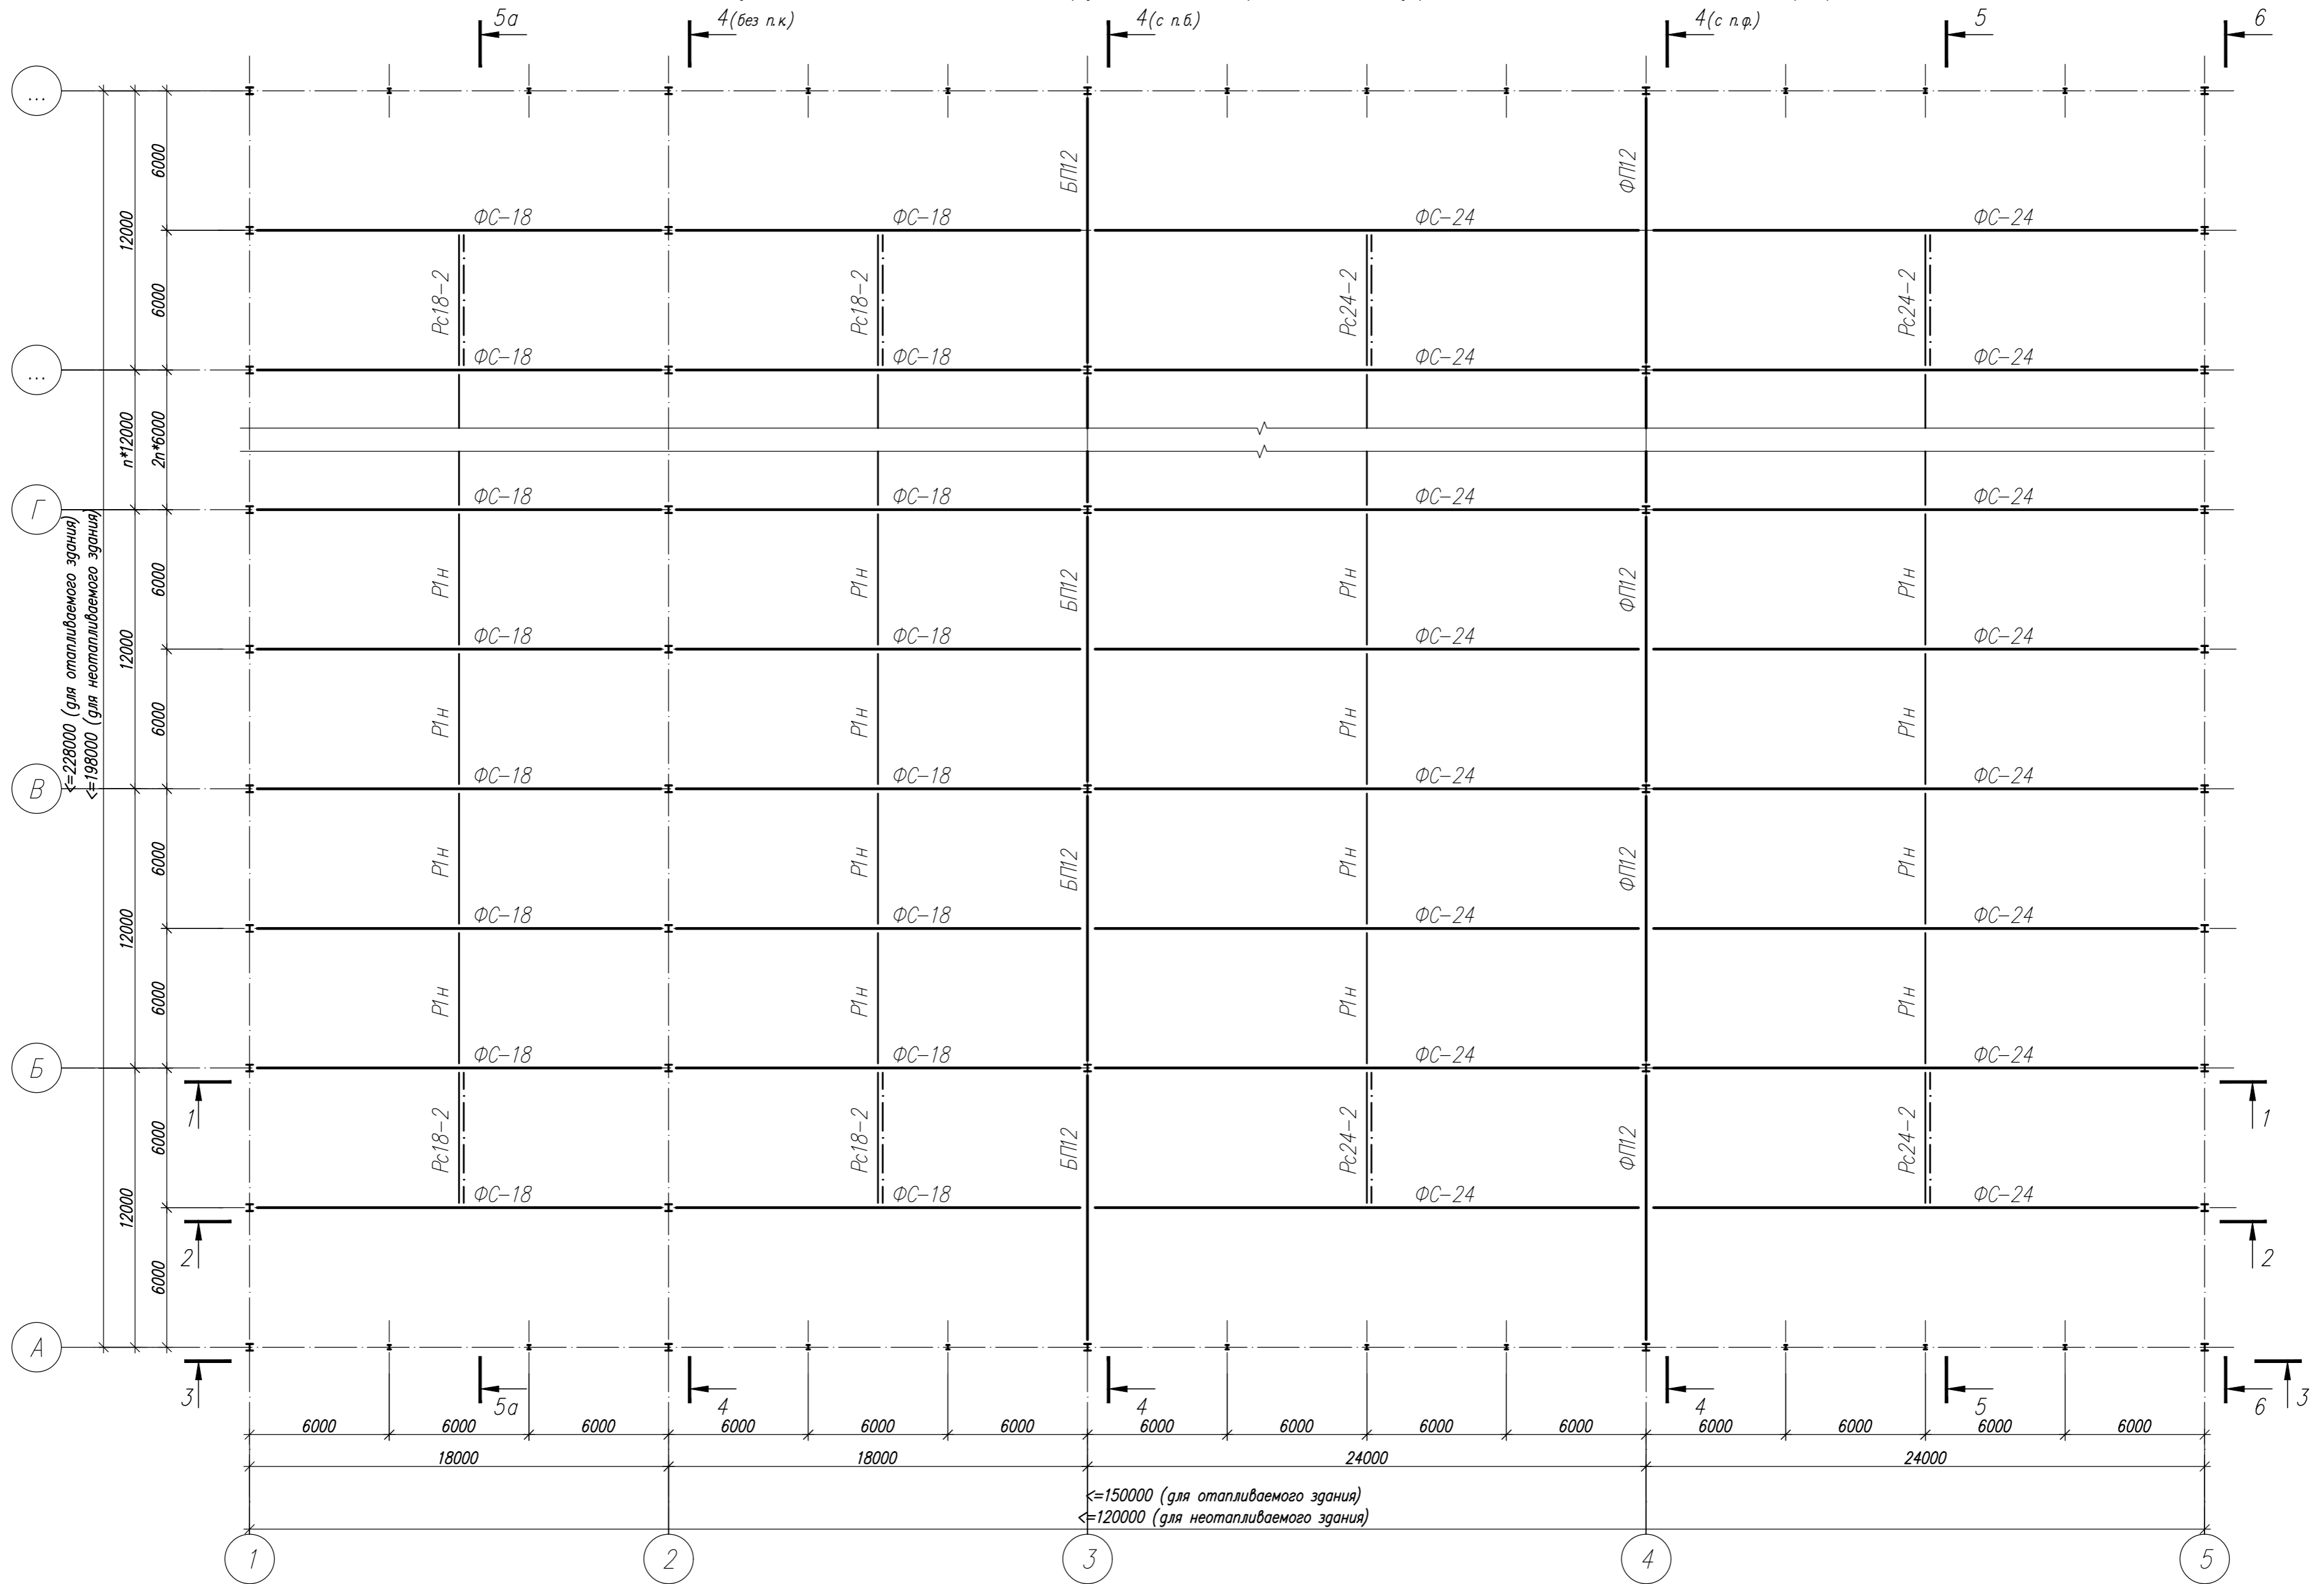 5а 4(без п.к) 4(с п.б.) 4(с п.ф.) 5 6
...
6000 БП12 ФП12
ФС-18 ФС-18 ФС-24 ФС-24
12000
6000 Рс18-2 Рс18-2 Рс24-2 Рс24-2
ФС-18 ФС-18 ФС-24 ФС-24
...
n*12000 2n*6000
ФС-18 ФС-18 ФС-24 ФС-24
Г
<=228000 (для отапливаемого здания)
<=198000 (для неотапливаемого здания)
6000 Р1н Р1н БП12 Р1н ФП12 Р1н
ФС-18 ФС-18 ФС-24 ФС-24
12000
6000 Р1н Р1н Р1н Р1н
ФС-18 ФС-18 ФС-24 ФС-24
В
6000 Р1н Р1н БП12 Р1н ФП12 Р1н
ФС-18 ФС-18 ФС-24 ФС-24
12000
6000 Р1н Р1н Р1н Р1н
ФС-18 ФС-18 ФС-24 ФС-24
Б
1 1
6000 Рс18-2 Рс18-2 БП12 Рс24-2 ФП12 Рс24-2
ФС-18 ФС-18 ФС-24 ФС-24
12000
2 2
6000
А
3 5а 4 4 4 5 6 3
6000 6000 6000 6000 6000 6000 6000 6000 6000 6000 6000 6000 6000 6000
18000 18000 24000 24000
<=150000 (для отапливаемого здания)
<=120000 (для неотапливаемого здания)
1 2 3 4 5